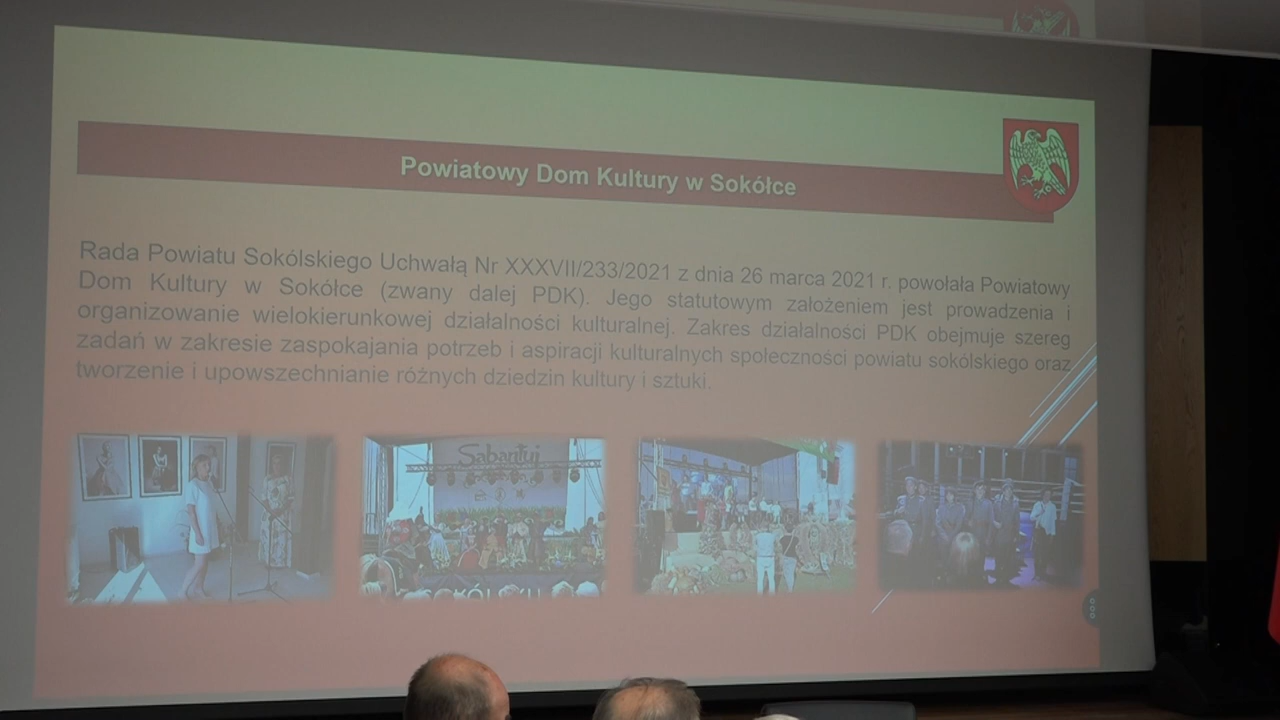 Powiatowy Dom Kultury w Sokółce
Rada Powiatu Sokólskiego Uchwałą Nr XXXVII/233/2021 z dnia 26 marca 2021 r. powołała Powiatowy
Dom Kultury w Sokółce (zwany dalej PDK). Jego statutowym założeniem jest prowadzenia i
organizowanie wielokierunkowej działalności kulturalnej. Zakres działalności PDK obejmuje szereg
zadań w zakresie zaspokajania potrzeb i aspiracji kulturalnych społeczności powiatu sokólskiego oraz
tworzenie i upowszechnianie różnych dziedzin kultury i sztuki.
Sabantuj